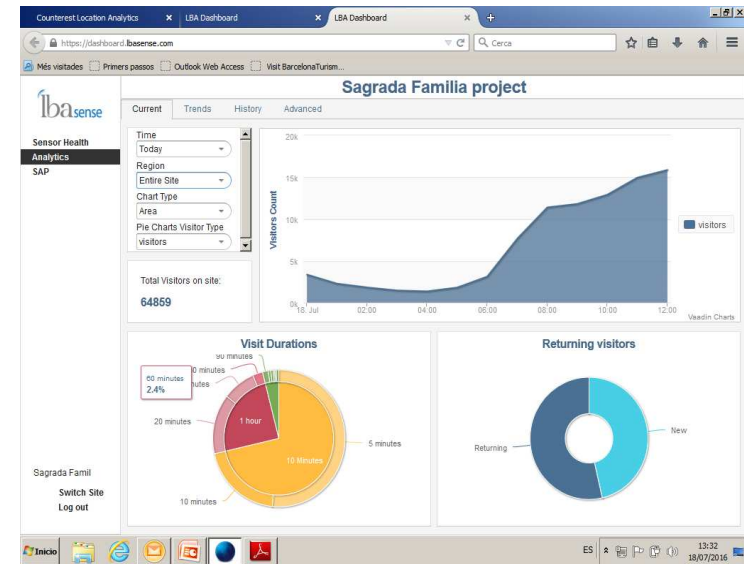 Counterest Location Analytics
LBA Dashboard
LBA Dashboard
https://dashboard.lbasense.com
Cerca
Més visitades
Primers passos
Outlook Web Access
Visit BarcelonaTurism...
lbasense
Sagrada Familia project
Current
Trends
History
Advanced
Sensor Health
Analytics
SAP
Time
Today
Region
Entire Site
Chart Type
Area
Pie Charts Visitor Type
visitors
Total Visitors on site:
64859
20k
15k
10k
5k
0k
Visitors Count
18. Jul
02:00
04:00
06:00
08:00
10:00
12:00
visitors
Vaadin Charts
Visit Durations
60 minutes
2.4%
20 minutes
10 minutes
5 minutes
1 hour
10 Minutes
Returning visitors
Returning
New
Sagrada Famil
Switch Site
Log out
Inicio
ES
13:32
18/07/2016